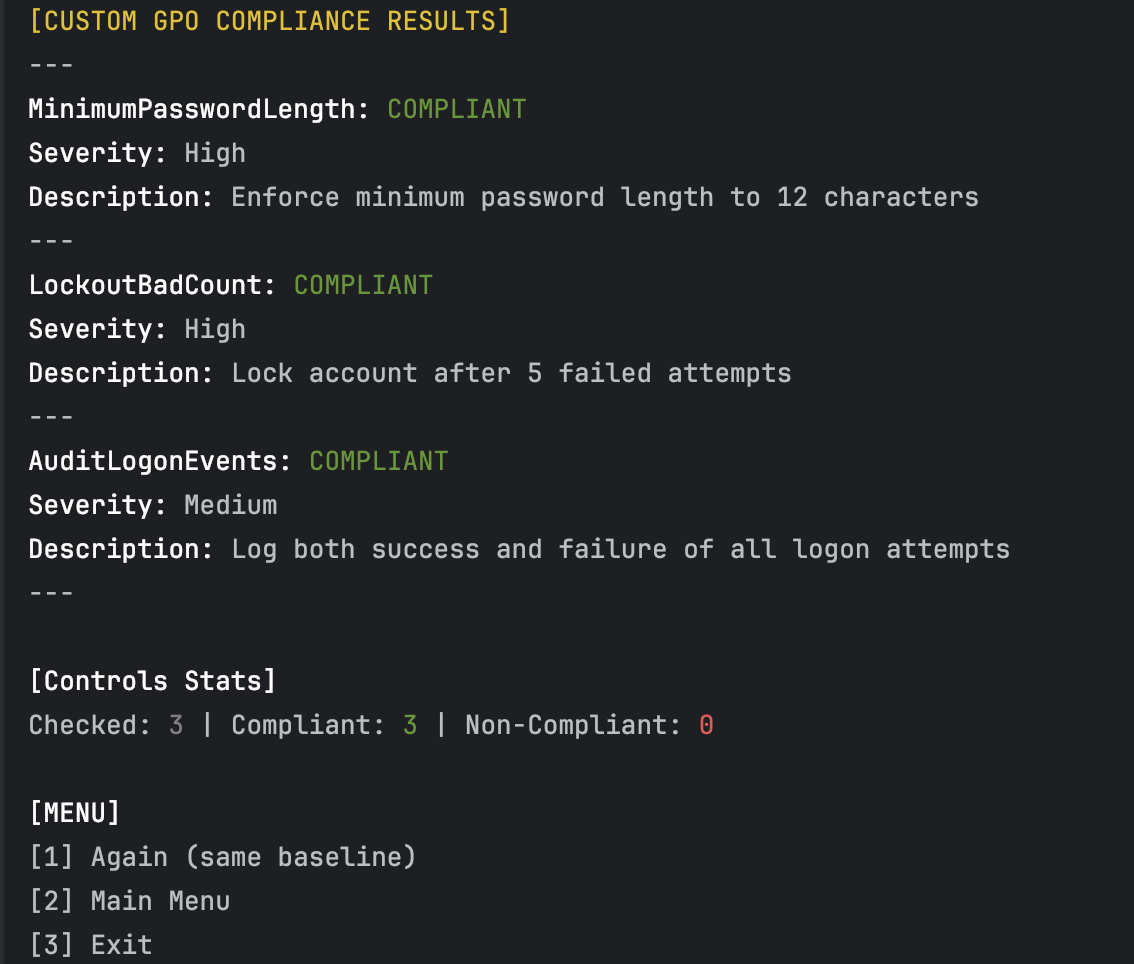 [CUSTOM GPO COMPLIANCE RESULTS]
---
MinimumPasswordLength: COMPLIANT
Severity: High
Description: Enforce minimum password length to 12 characters
---
LockoutBadCount: COMPLIANT
Severity: High
Description: Lock account after 5 failed attempts
---
AuditLogonEvents: COMPLIANT
Severity: Medium
Description: Log both success and failure of all logon attempts
---
[Controls Stats]
Checked: 3 | Compliant: 3 | Non-Compliant: 0
[MENU]
[1] Again (same baseline)
[2] Main Menu
[3] Exit